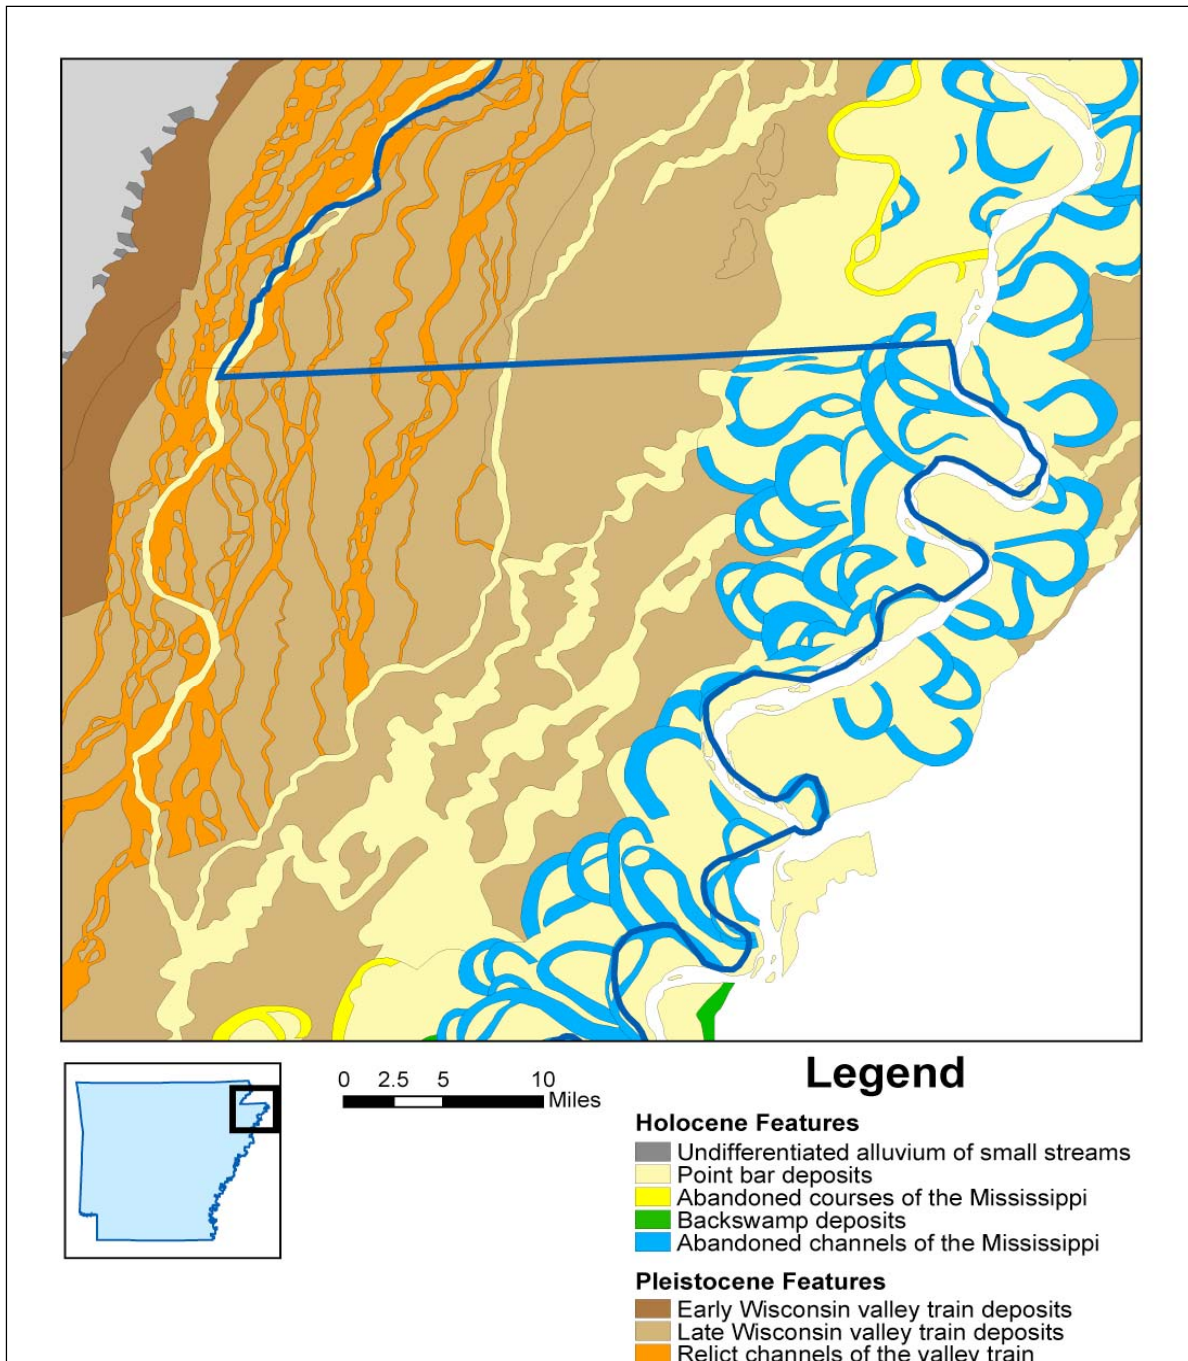 0 2.5 5 10
Miles
Legend
Holocene Features
Undifferentiated alluvium of small streams
Point bar deposits
Abandoned courses of the Mississippi
Backswamp deposits
Abandoned channels of the Mississippi
Pleistocene Features
Early Wisconsin valley train deposits
Late Wisconsin valley train deposits
Relict channels of the valley train